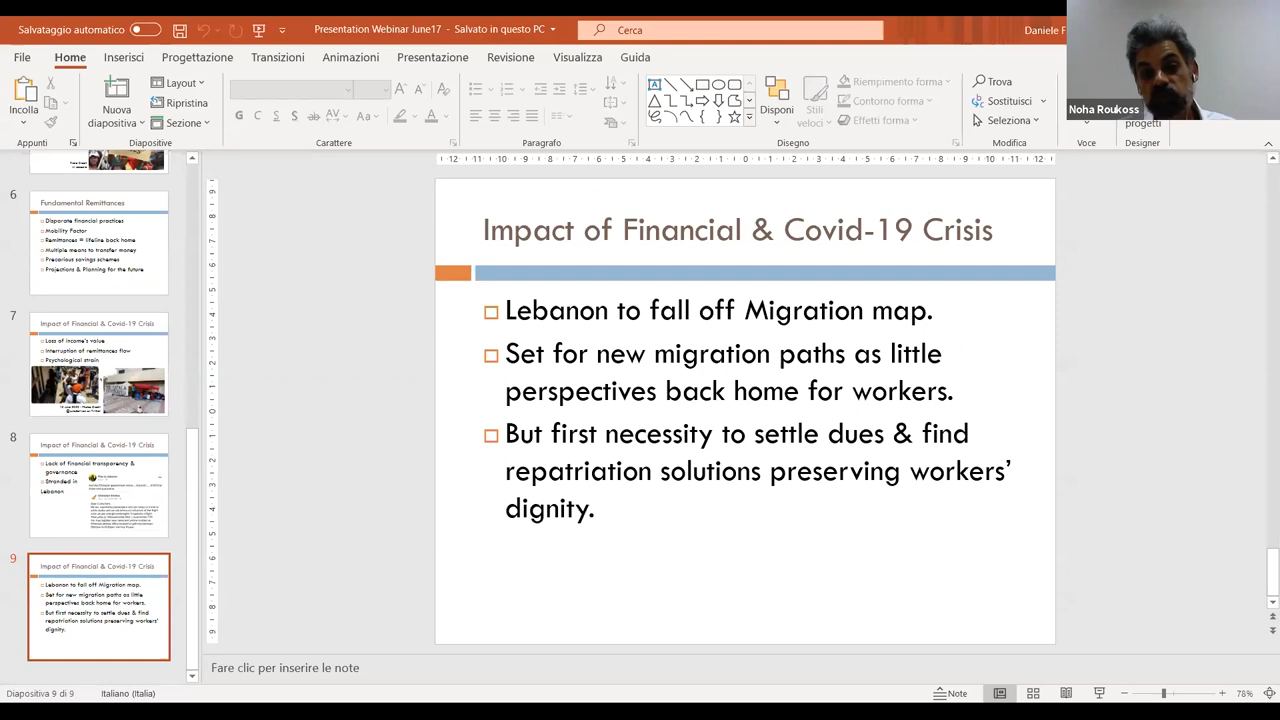 Salvataggio automatico
Presentation Webinar June17 - Salvato in questo PC
Cerca
Daniele F
Noha Roukoss
File
Home
Inserisci
Progettazione
Transizioni
Animazioni
Presentazione
Revisione
Visualizza
Guida
Incolla
Nuova
diapositiva
Layout
Ripristina
Sezione
Disponi
Stili
veloci
Riempimento forma
Contorno forma
Effetti forma
Trova
Sostituisci
Seleziona
progetti
Appunti
Diapositive
Carattere
Paragrafo
Disegno
Modifica
Voce
Designer
6
Fundamental Remittances
Disparate financial practices
Mobility Factor
Remittances = lifeline back home
Multiple means to transfer money
Precarious savings schemes
Projections & Planning for the future
7
Impact of Financial & Covid-19 Crisis
Loss of income's value
Interruption of remittances flow
Psychological strain
8
Impact of Financial & Covid-19 Crisis
Lack of financial transparency &
governance
Stranded in
Lebanon
9
Impact of Financial & Covid-19 Crisis
Lebanon to fall off Migration map.
Set for new migration paths as little
perspectives back home for workers.
But first necessity to settle dues & find
repatriation solutions preserving workers'
dignity.
Impact of Financial & Covid-19 Crisis
Lebanon to fall off Migration map.
Set for new migration paths as little
perspectives back home for workers.
But first necessity to settle dues & find
repatriation solutions preserving workers'
dignity.
Fare clic per inserire le note
Diapositiva 9 di 9
Italiano (Italia)
Note
78%